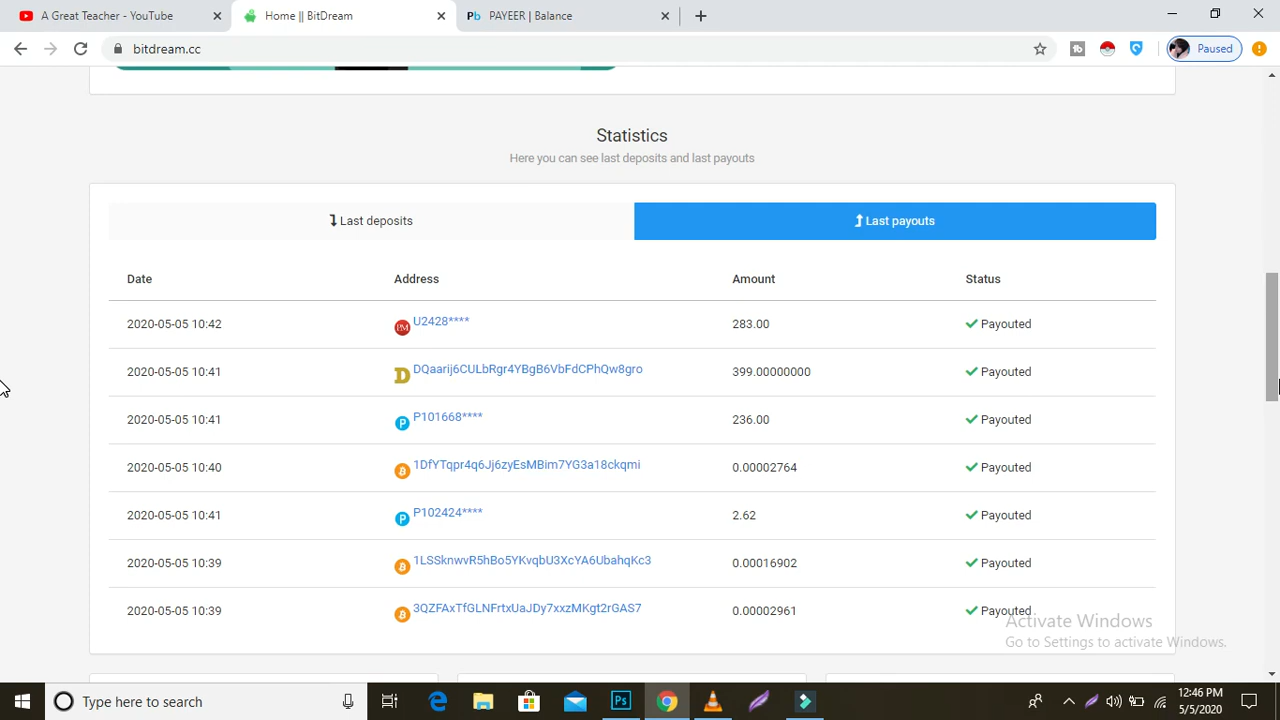 A Great Teacher - YouTube
Home || BitDream
Pb PAYEER | Balance
bitdream.cc
Paused
Statistics
Here you can see last deposits and last payouts
Last deposits
Last payouts
Date Address Amount Status
2020-05-05 10:42 U2428**** 283.00 Payouted
2020-05-05 10:41 DQaarij6CULbRgr4YBgB6VbFdCPhQw8gro 399.00000000 Payouted
2020-05-05 10:41 P101668**** 236.00 Payouted
2020-05-05 10:40 1DfYTqpr4q6Jj6zyEsMBim7YG3a18ckqmi 0.00002764 Payouted
2020-05-05 10:41 P102424**** 2.62 Payouted
2020-05-05 10:39 1LSSknwvR5hBo5YKvqbU3XcYA6UbahqKc3 0.00016902 Payouted
2020-05-05 10:39 3QZFAxTfGLNFrtxUaJDy7xxzMKgt2rGAS7 0.00002961 Payouted
Activate Windows
Go to Settings to activate Windows.
Type here to search
Ps
12:46 PM
5/5/2020